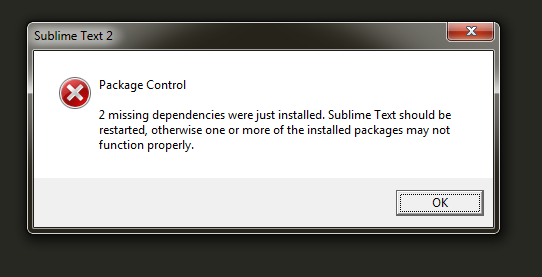 Sublime Text 2
Package Control
2 missing dependencies were just installed. Sublime Text should be
restarted, otherwise one or more of the installed packages may not
function properly.
OK